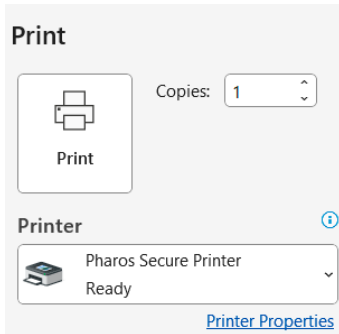 Print
Copies: 1
Print
Printer
Pharos Secure Printer
Ready
Printer Properties